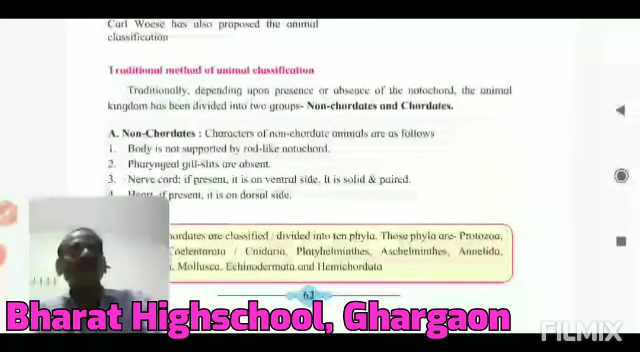 Carl Woese has also proposed the animal
classification
Traditional method of animal classification
Traditionally, depending upon presence or absence of the notochord, the animal
kingdom has been divided into two groups- Non-chordates and Chordates.
A. Non-Chordates : Characters of non-chordate animals are as follows
1. Body is not supported by rod-like notochord.
2. Pharyngeal gill-slits are absent.
3. Nerve cord; if present, it is on ventral side. It is solid & paired.
4. Heart, if present, it is on dorsal side.
hordates are classified / divided into ten phyla. Those phyla are- Protozoa,
Coelentarata / Cnidaria, Platyhelminthes, Aschelminthes, Annelida,
Mollusca, Echinodermata and Hemichordata
62
Bharat Highschool, Ghargaon
FILMIX